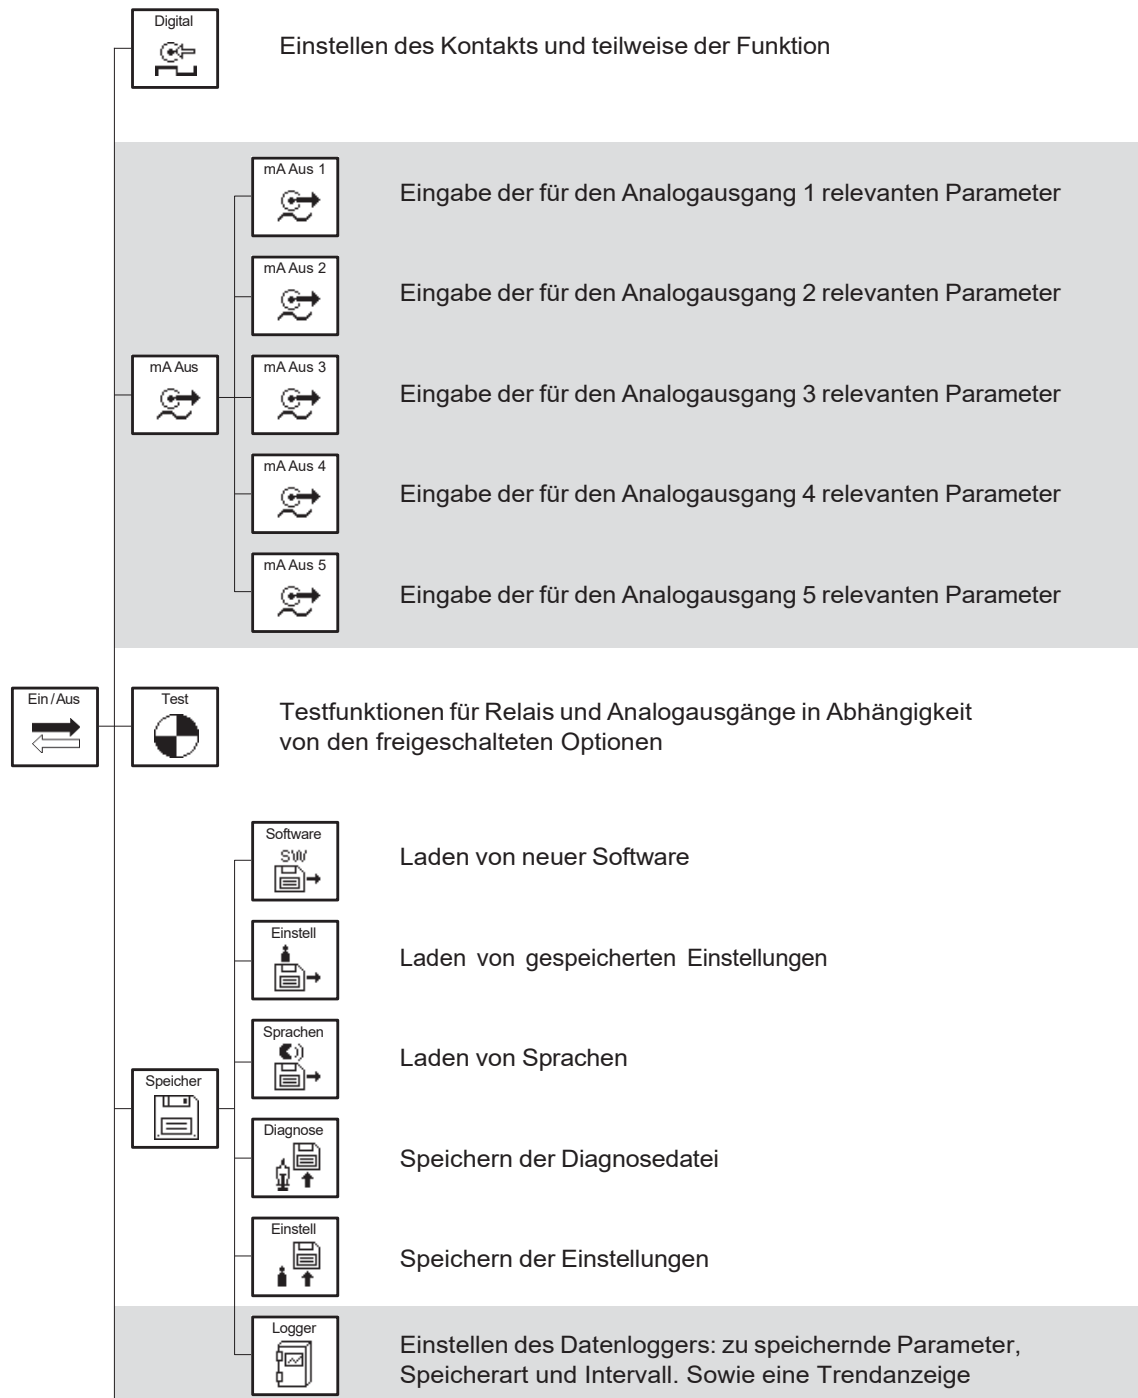 Digital
Einstellen des Kontakts und teilweise der Funktion
mA Aus 1
Eingabe der für den Analogausgang 1 relevanten Parameter
mA Aus 2
Eingabe der für den Analogausgang 2 relevanten Parameter
mA Aus
mA Aus 3
Eingabe der für den Analogausgang 3 relevanten Parameter
mA Aus 4
Eingabe der für den Analogausgang 4 relevanten Parameter
mA Aus 5
Eingabe der für den Analogausgang 5 relevanten Parameter
Ein/Aus
Test
Testfunktionen für Relais und Analogausgänge in Abhängigkeit
von den freigeschalteten Optionen
Software
SW
Laden von neuer Software
Einstell
Laden von gespeicherten Einstellungen
Sprachen
Laden von Sprachen
Speicher
Diagnose
Speichern der Diagnosedatei
Einstell
Speichern der Einstellungen
Logger
Einstellen des Datenloggers: zu speichernde Parameter,
Speicherart und Intervall. Sowie eine Trendanzeige